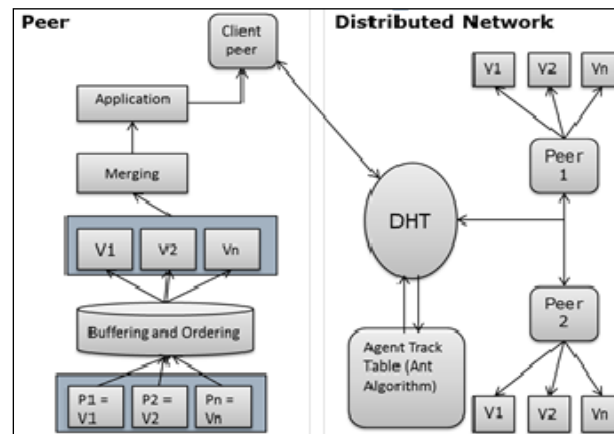 Peer
Client
peer
Application
Merging
V1
V2
Vn
Buffering and Ordering
P1 =
V1
P2 =
V2
Pn =
Vn
Distributed Network
V1
V2
Vn
Peer
1
DHT
Peer
2
Agent Track
Table (Ant
Algorithm)
V1
V2
Vn